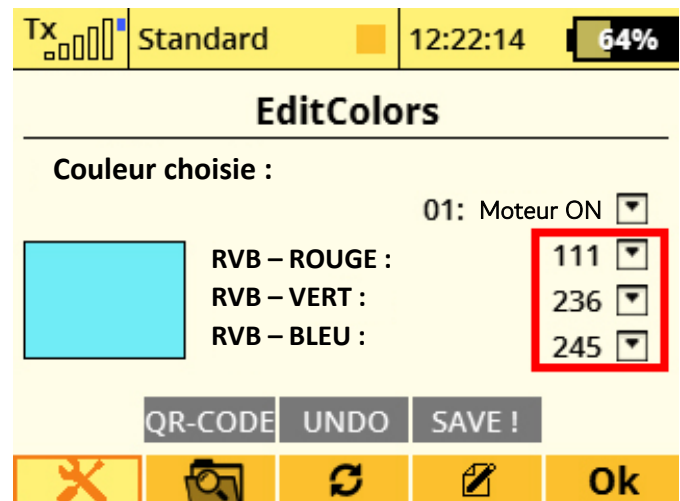 Tx Standard 12:22:14 64%
EditColors
Couleur choisie :
01: Moteur ON
RVB – ROUGE : 111
RVB – VERT : 236
RVB – BLEU : 245
QR-CODE UNDO SAVE !
Ok